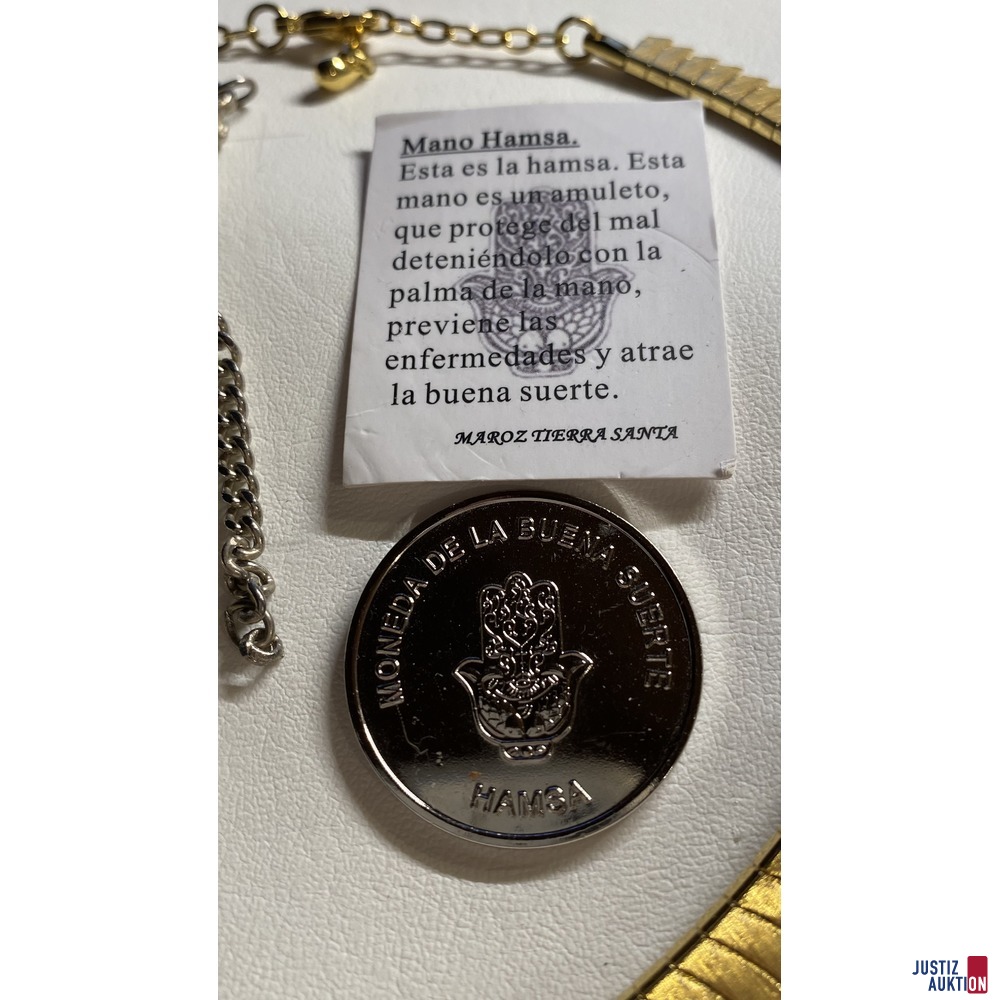 Mano Hamsa.
Esta es la hamsa. Esta
mano es un amuleto,
que protege del mal
deteniéndolo con la
palma de la mano,
previene las
enfermedades y atrae
la buena suerte.
MAROZ TIERRA SANTA
MONEDA DE LA BUENA SUERTE
HAMSA
JUSTIZ
AUKTION